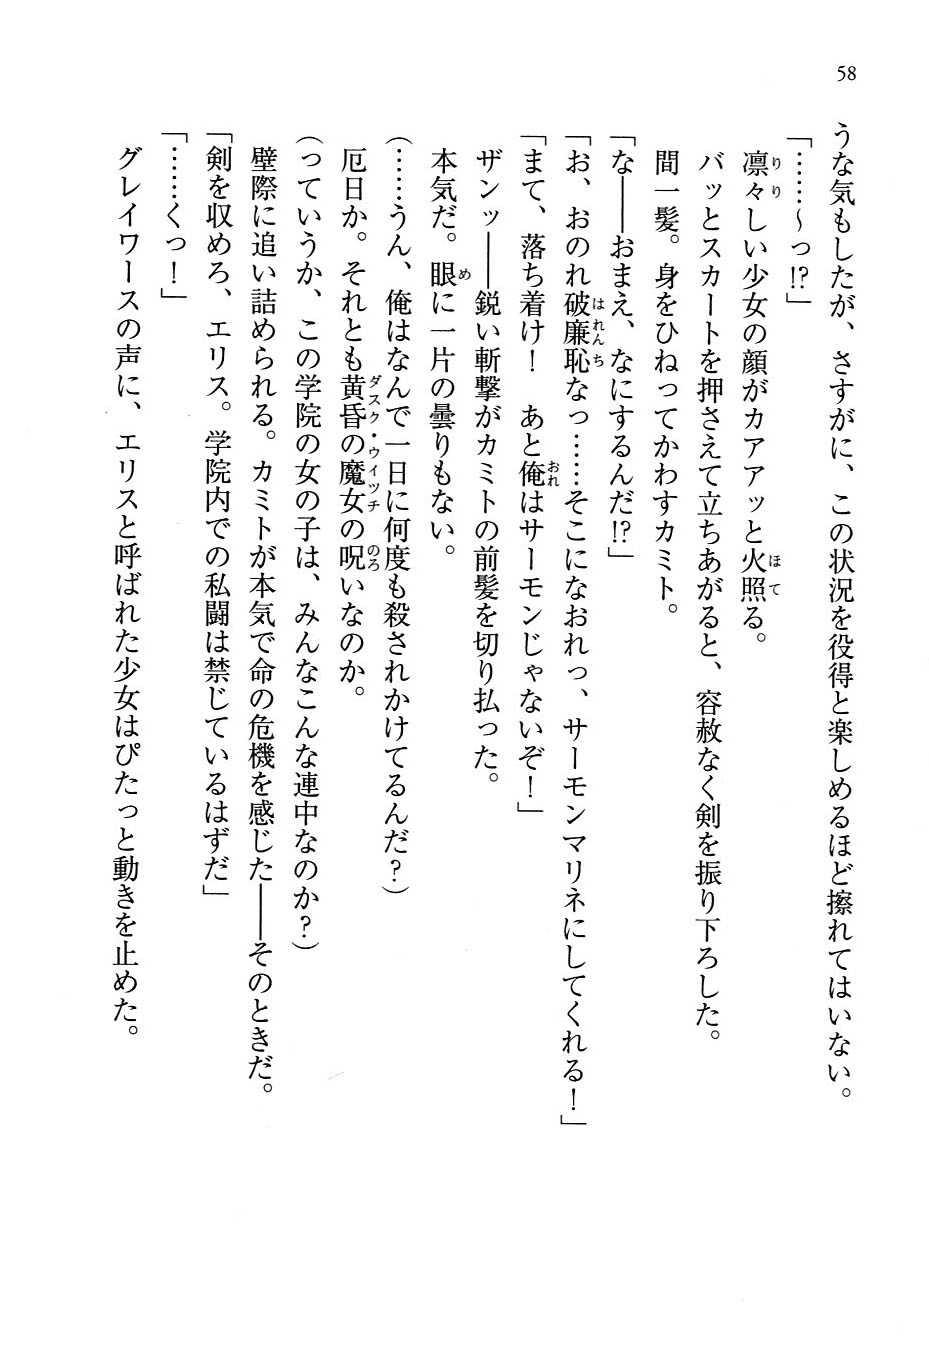 58
うな気もしたが、さすがに、この状況を役得と楽しめるほど擦れてはいない。
「……～っ!?」
凛々しい少女の顔がカアアッと火照る。
バッとスカートを押さえて立ちあがると、容赦なく剣を振り下ろした。
間一髪。身をひねってかわすカミト。
「な――おまえ、なにするんだ!?」
「お、おのれ破廉恥なっ……そこになおれっ、サーモンマリネにしてくれる！」
「まて、落ち着け！　あと俺はサーモンじゃないぞ！」
ザンッ――鋭い斬撃がカミトの前髪を切り払った。
本気だ。眼に一片の曇りもない。
(……うん、俺はなんで一日に何度も殺されかけてるんだ？)
厄日か。それとも黄昏の魔女の呪いなのか。
(っていうか、この学院の女の子は、みんなこんな連中なのか？)
壁際に追い詰められる。カミトが本気で命の危機を感じた――そのときだ。
「剣を収めろ、エリス。学院内での私闘は禁じているはずだ」
「……くっ！」
グレイワースの声に、エリスと呼ばれた少女はぴたっと動きを止めた。